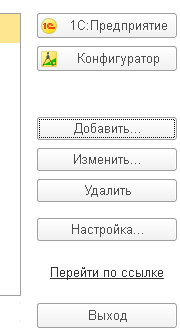 1С:Предприятие
Конфигуратор
Добавить...
Изменить...
Удалить
Настройка...
Перейти по ссылке
Выход